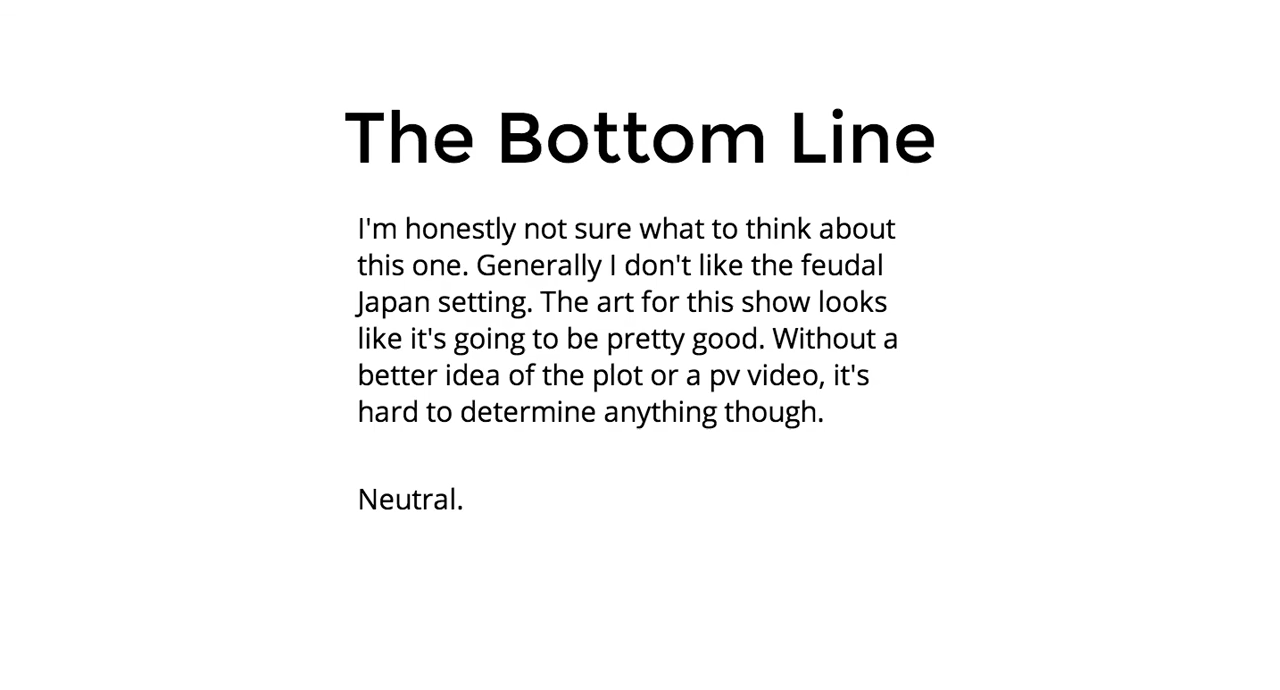 The Bottom Line
I'm honestly not sure what to think about
this one. Generally I don't like the feudal
Japan setting. The art for this show looks
like it's going to be pretty good. Without a
better idea of the plot or a pv video, it's
hard to determine anything though.
Neutral.